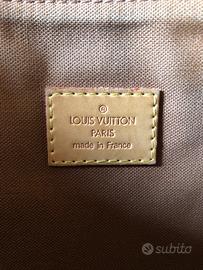 ®
LOUIS VUITTON
PARIS
made in France
subito